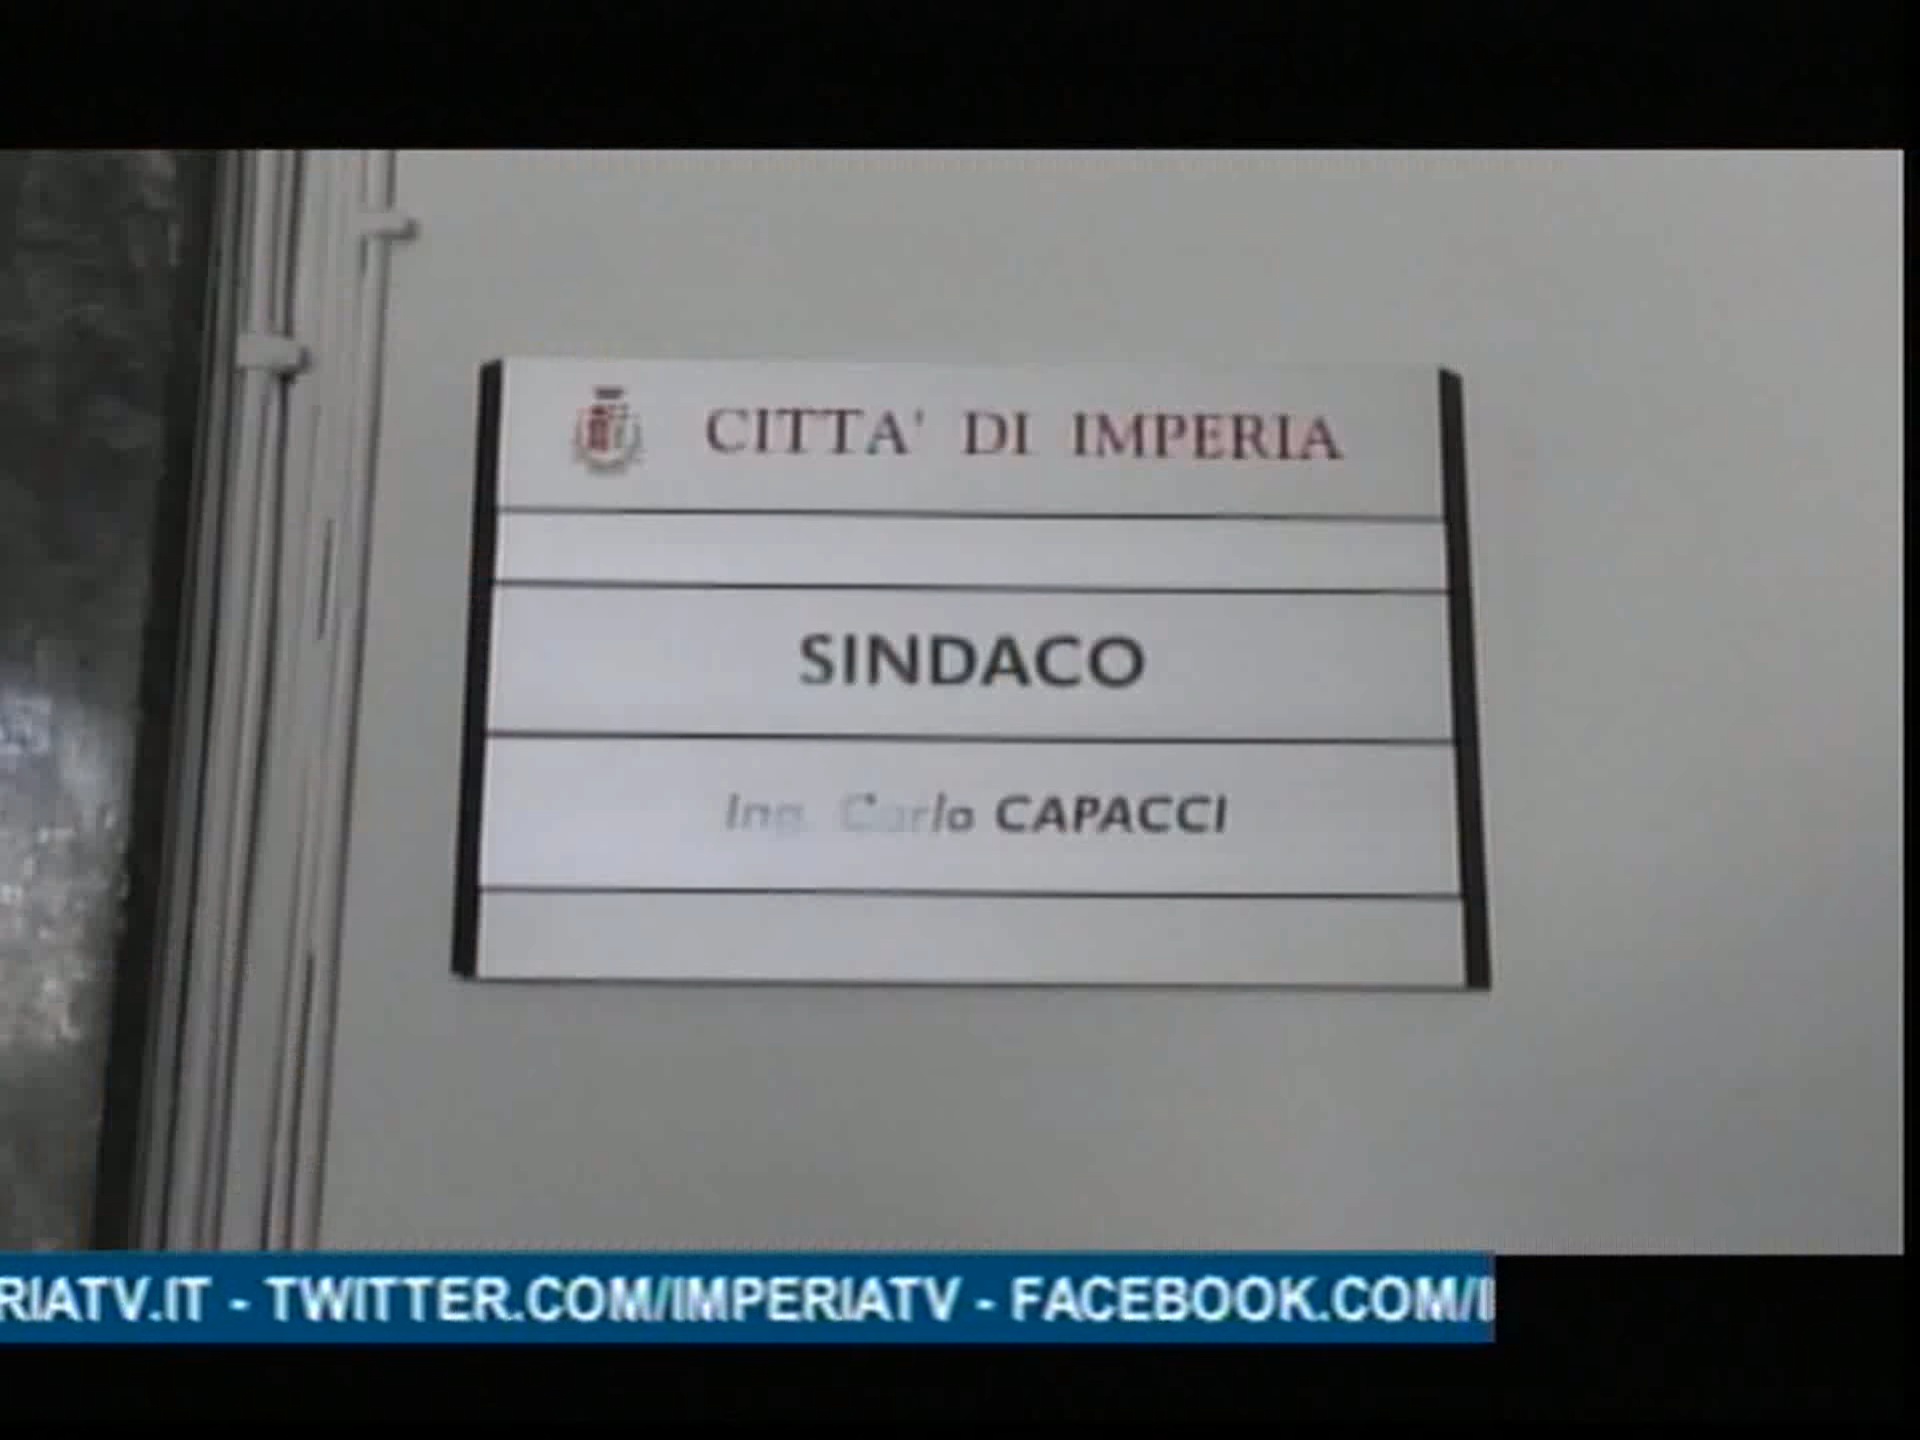 CITTA' DI IMPERIA
SINDACO
Ing. Carlo CAPACCI
RIATV.IT - TWITTER.COM/IMPERIATV - FACEBOOK.COM/I